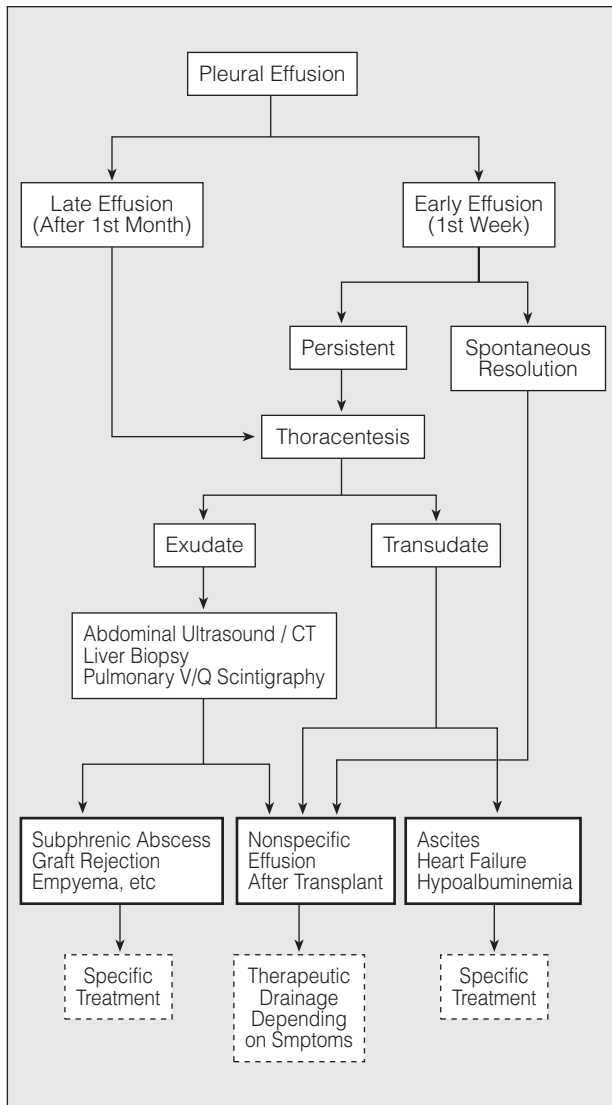 Pleural Effusion
Late Effusion
(After 1st Month)
Early Effusion
(1st Week)
Persistent
Spontaneous
Resolution
Thoracentesis
Exudate
Transudate
Abdominal Ultrasound / CT
Liver Biopsy
Pulmonary V/Q Scintigraphy
Subphrenic Abscess
Graft Rejection
Empyema, etc
Nonspecific
Effusion
After Transplant
Ascites
Heart Failure
Hypoalbuminemia
Specific
Treatment
Therapeutic
Drainage
Depending
on Smptoms
Specific
Treatment